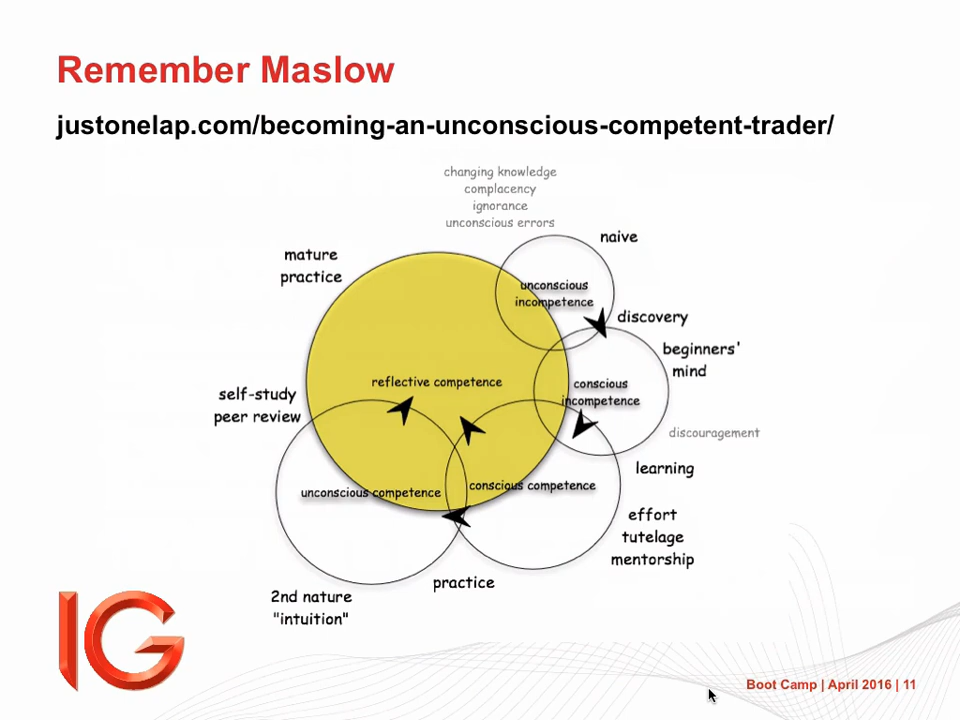 Remember Maslow
justonelap.com/becoming-an-unconscious-competent-trader/
changing knowledge
complacency
ignorance
unconscious errors
naive
mature
practice
unconscious
incompetence
discovery
beginners'
mind
reflective competence
conscious
incompetence
self-study
peer review
discouragement
learning
unconscious competence
conscious competence
effort
tutelage
mentorship
practice
2nd nature
"intuition"
IG
Boot Camp | April 2016 | 11